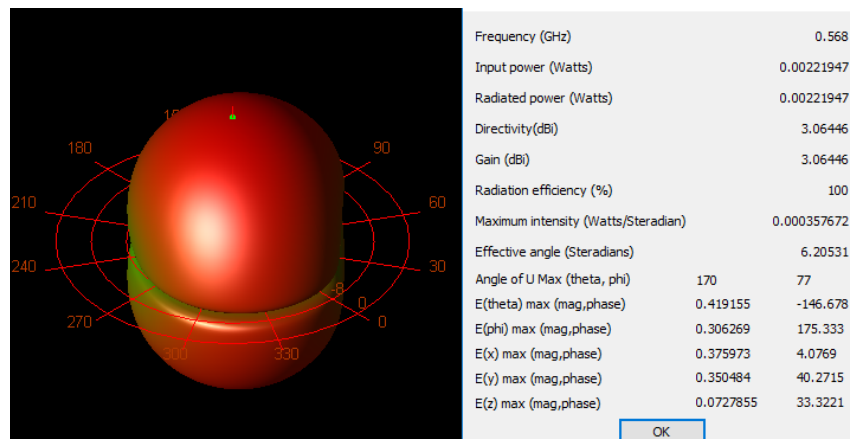 15
180
90
210
60
240
30
-8
0
270
0
300
330
Frequency (GHz) 0.568
Input power (Watts) 0.00221947
Radiated power (Watts) 0.00221947
Directivity(dBi) 3.06446
Gain (dBi) 3.06446
Radiation efficiency (%) 100
Maximum intensity (Watts/Steradian) 0.000357672
Effective angle (Steradians) 6.20531
Angle of U Max (theta, phi) 170 77
E(theta) max (mag,phase) 0.419155 -146.678
E(phi) max (mag,phase) 0.306269 175.333
E(x) max (mag,phase) 0.375973 4.0769
E(y) max (mag,phase) 0.350484 40.2715
E(z) max (mag,phase) 0.0727855 33.3221
OK